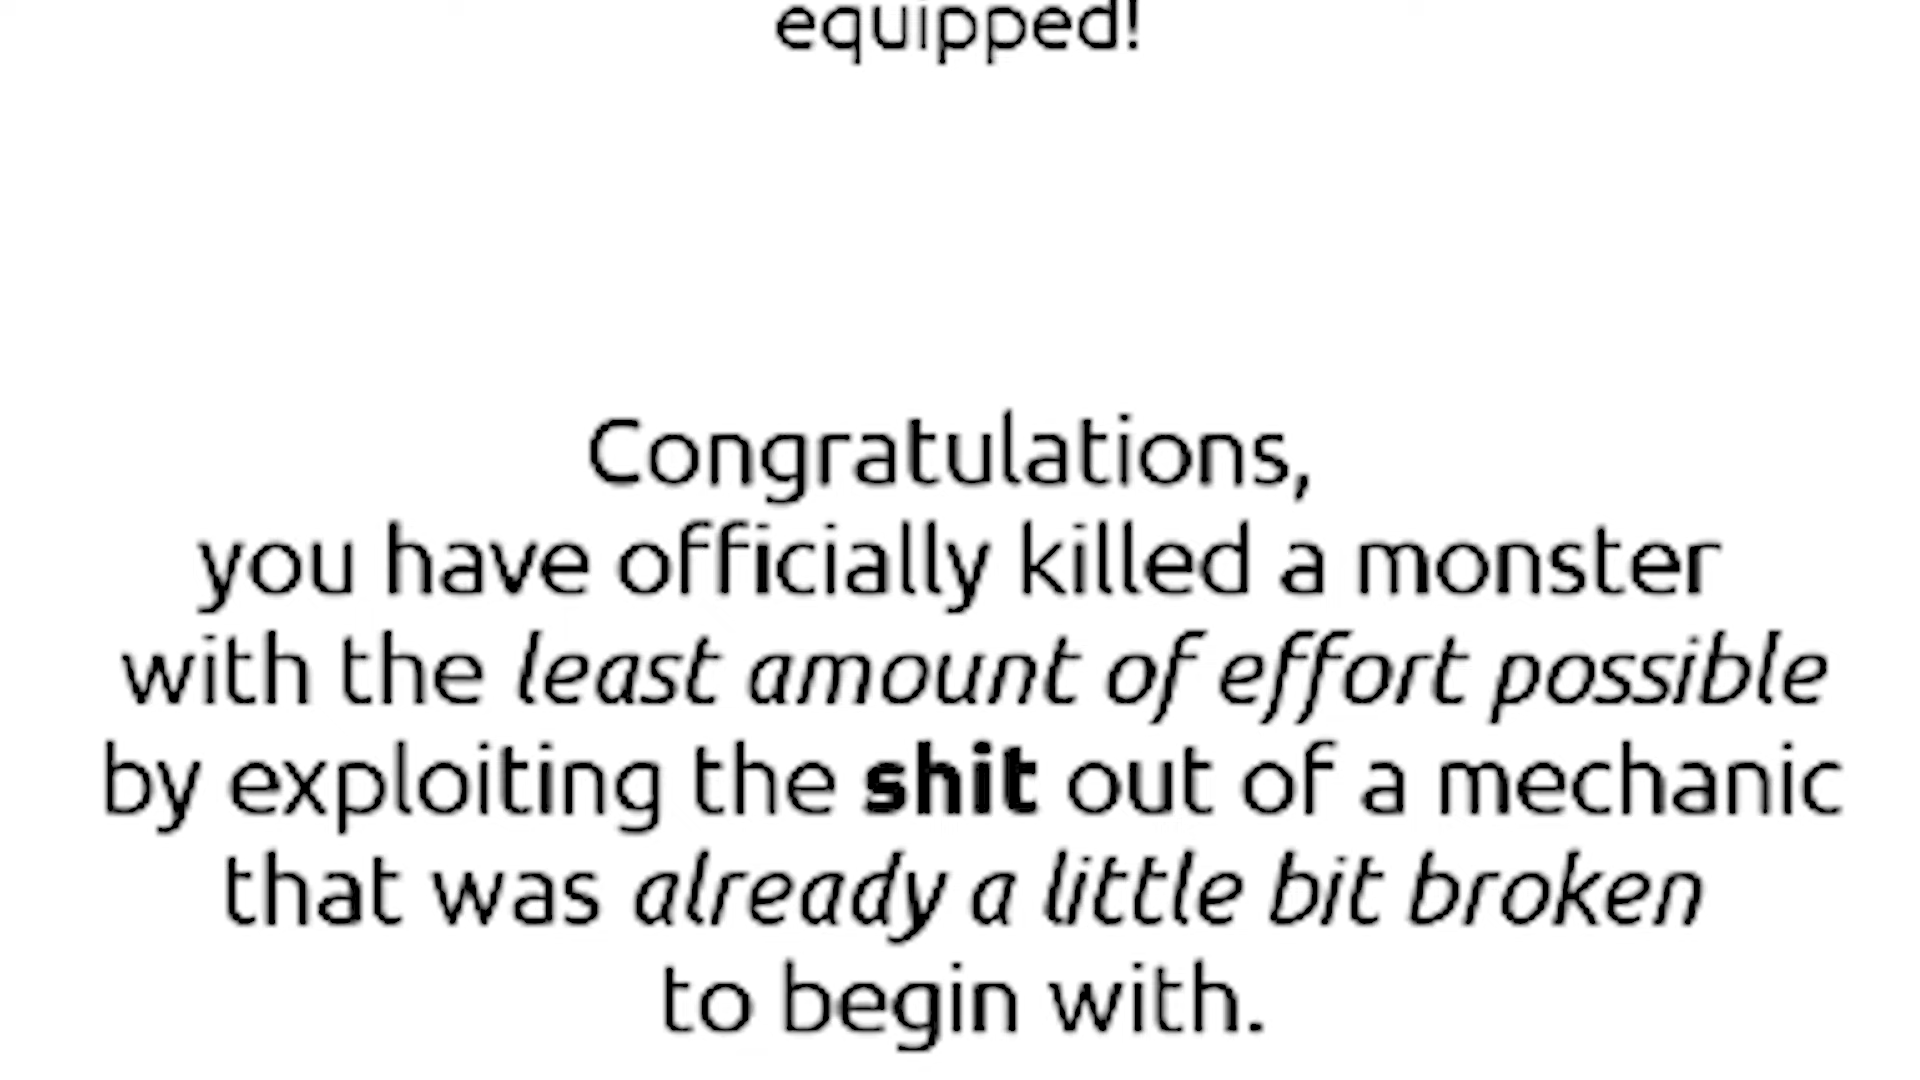 equipped!
Congratulations,
you have officially killed a monster
with the least amount of effort possible
by exploiting the shit out of a mechanic
that was already a little bit broken
to begin with.